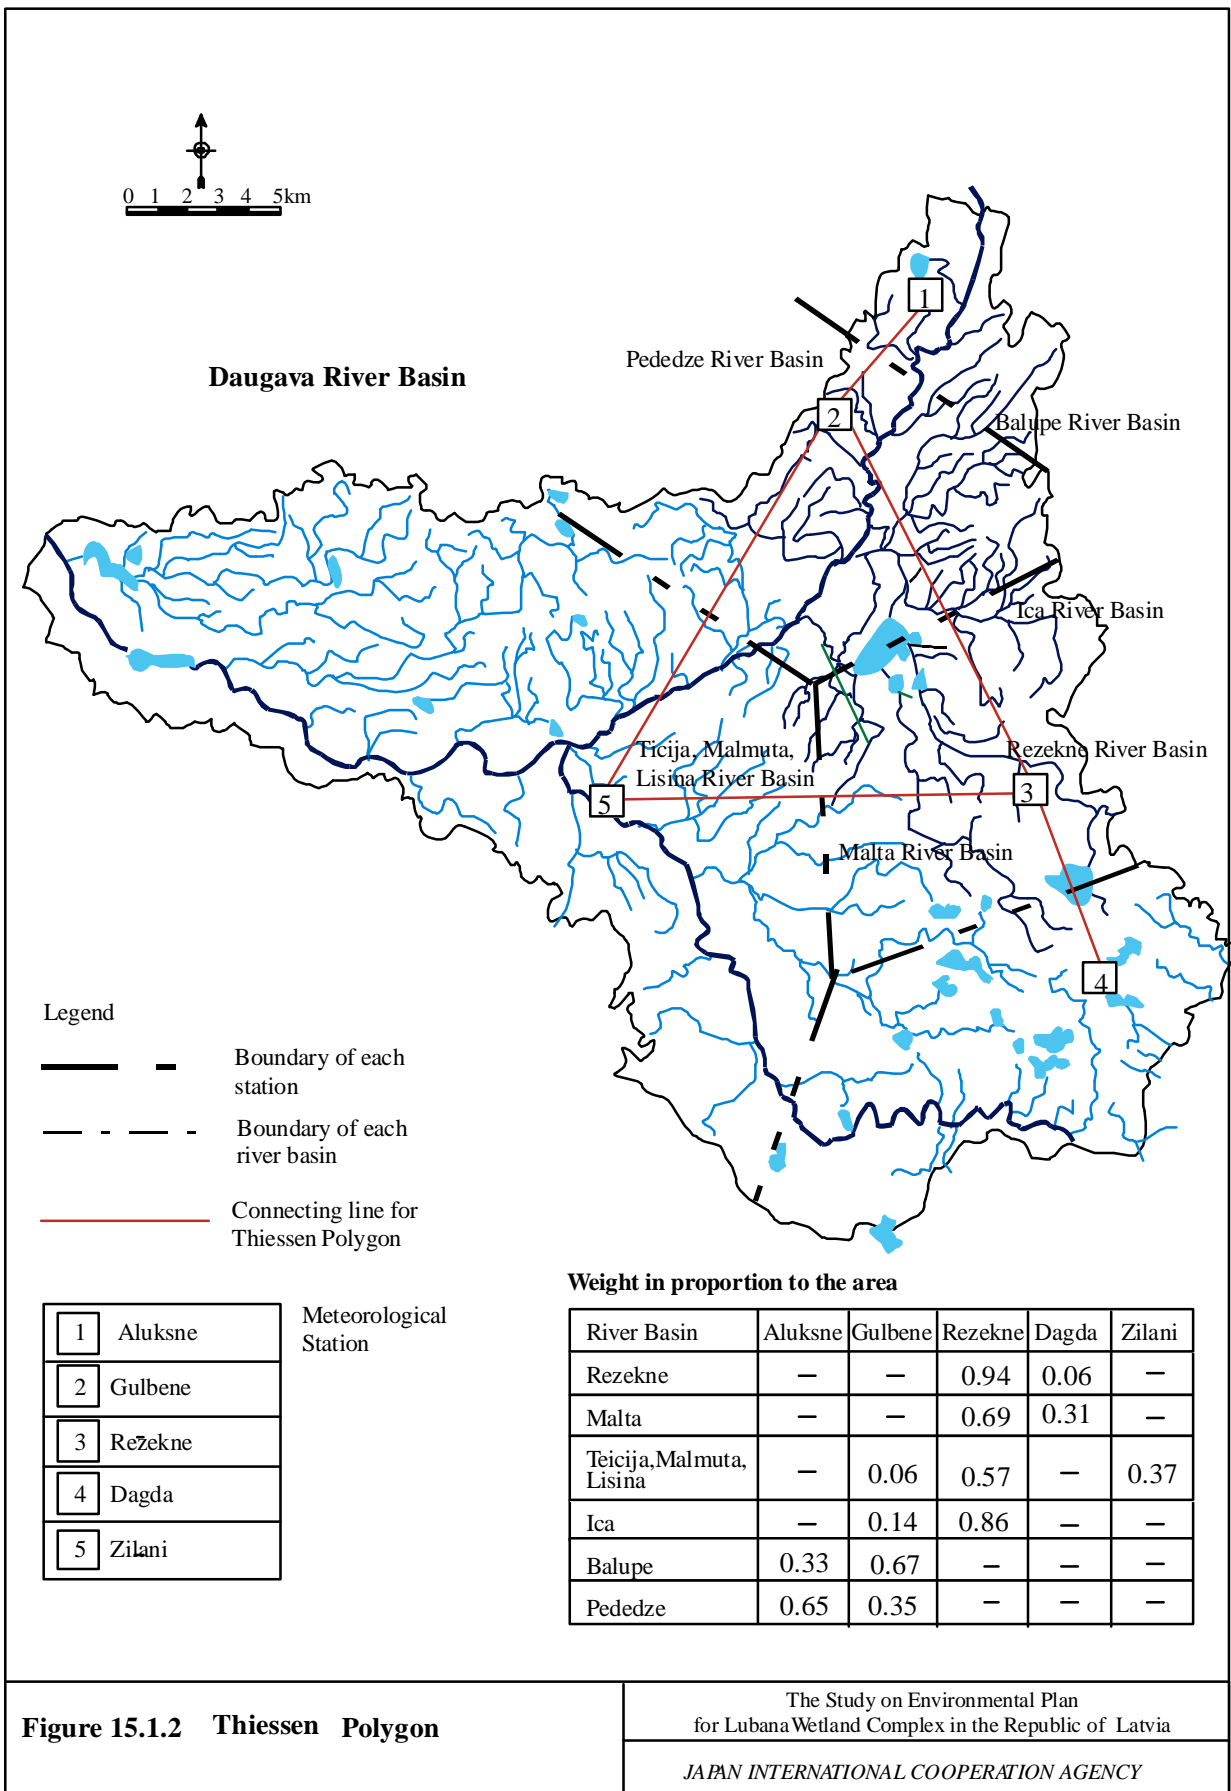 0 1 2 3 4 5km
1
Pededze River Basin
Daugava River Basin
2
Balupe River Basin
Ica River Basin
Ticija, Malmuta,
Lisina River Basin
Rezekne River Basin
5
3
Malta River Basin
4
Legend
Boundary of each
station
Boundary of each
river basin
Connecting line for
Thiessen Polygon
1 Aluksne
2 Gulbene
3 Rezekne
4 Dagda
5 Zilani
Meteorological
Station
Weight in proportion to the area
River Basin Aluksne Gulbene Rezekne Dagda Zilani
Rezekne – – 0.94 0.06 –
Malta – – 0.69 0.31 –
Teicija,Malmuta,
Lisina – 0.06 0.57 – 0.37
Ica – 0.14 0.86 – –
Balupe 0.33 0.67 – – –
Pededze 0.65 0.35 – – –
Figure 15.1.2 Thiessen Polygon
The Study on Environmental Plan
for Lubana Wetland Complex in the Republic of Latvia
JAPAN INTERNATIONAL COOPERATION AGENCY